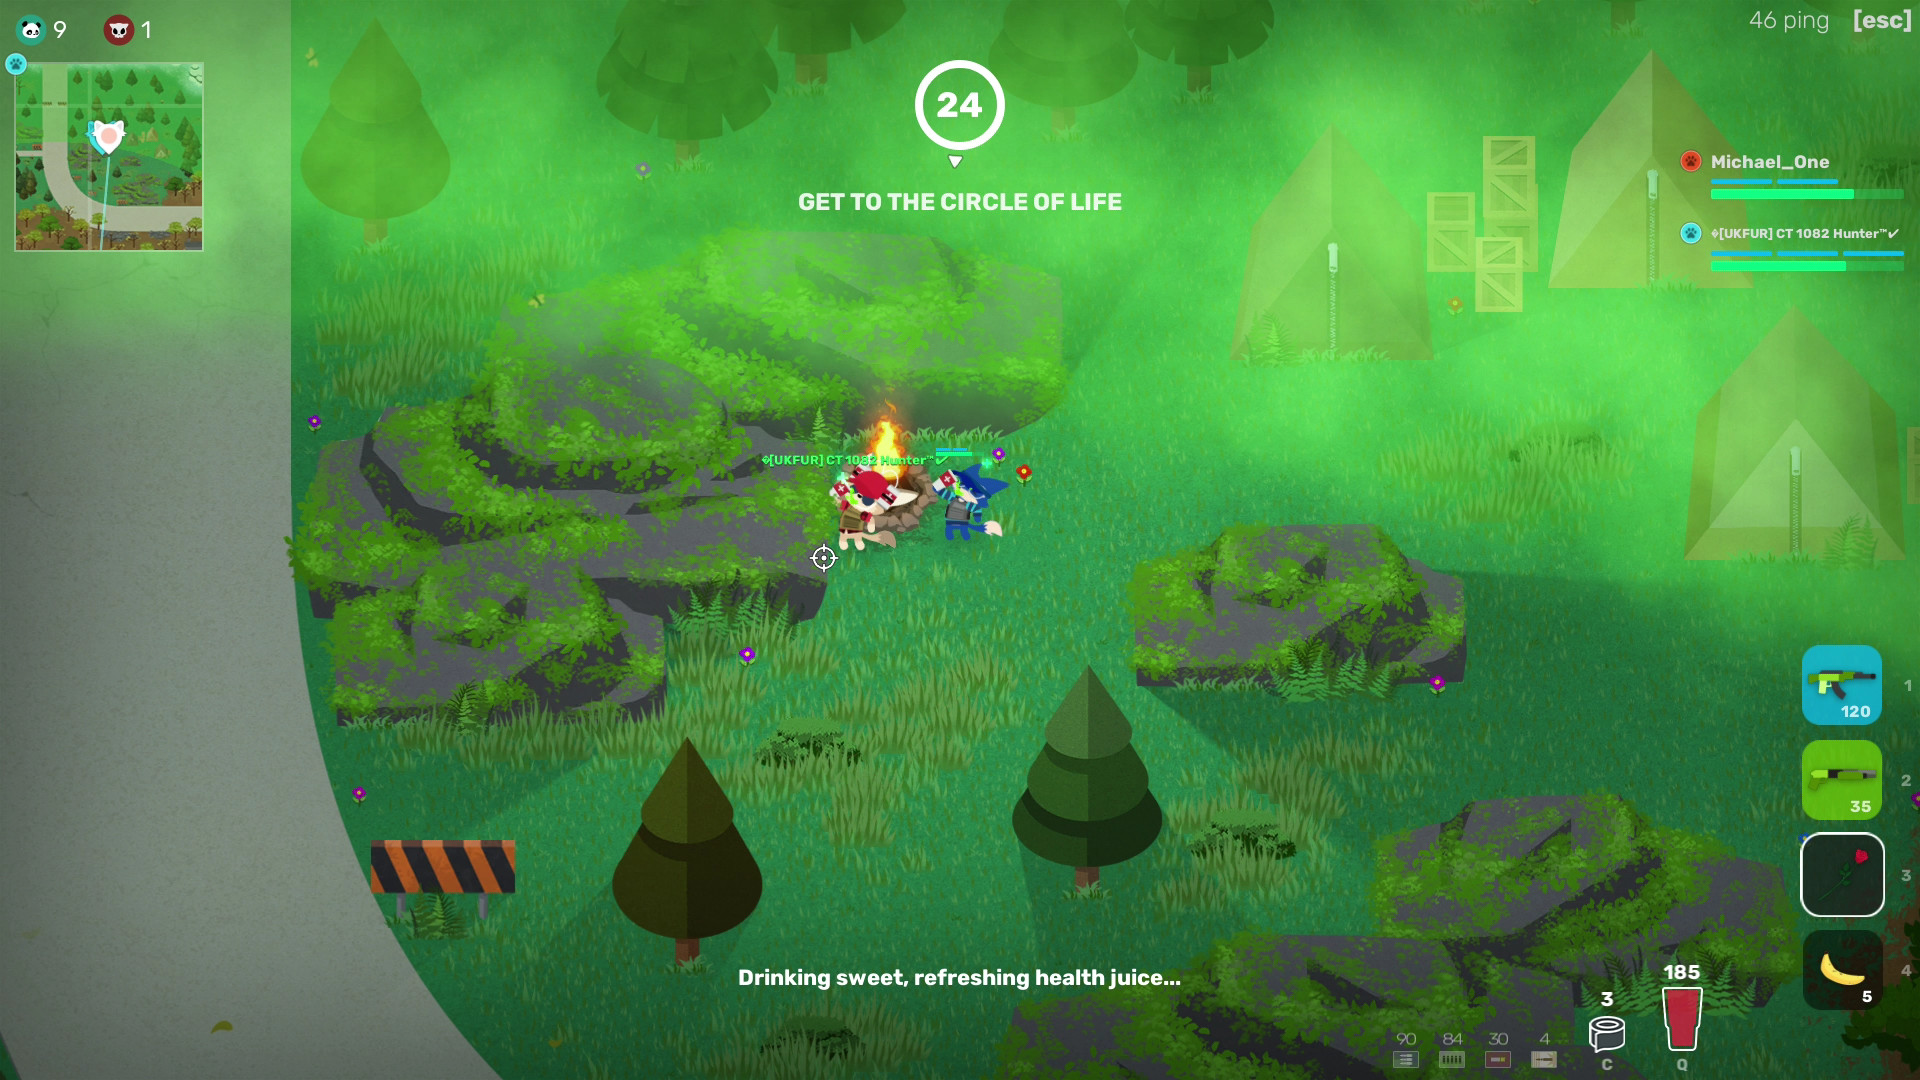 9
1
46 ping [esc]
24
GET TO THE CIRCLE OF LIFE
Michael_One
[UKFUR] CT 1082 Hunter™✓
[UKFUR] CT 1082 Hunter™✓
120
1
35
2
3
5
4
Drinking sweet, refreshing health juice...
90
84
30
4
3
C
185
Q